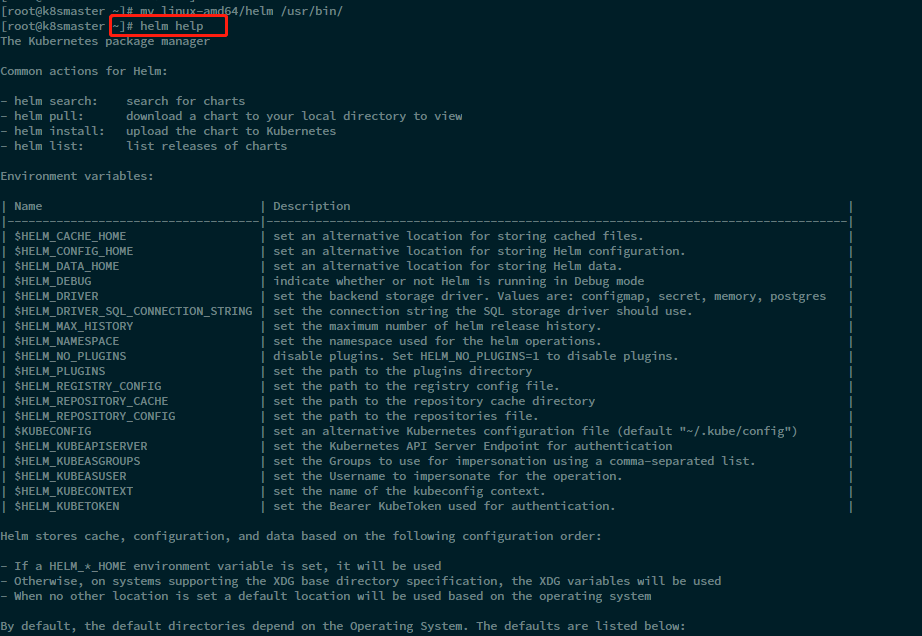 [root@k8smaster ~]# mv linux-amd64/helm /usr/bin/
[root@k8smaster ~]# helm help
The Kubernetes package manager
Common actions for Helm:
- helm search:    search for charts
- helm pull:      download a chart to your local directory to view
- helm install:   upload the chart to Kubernetes
- helm list:      list releases of charts
Environment variables:
| Name                               | Description                                                                       |
|------------------------------------|-----------------------------------------------------------------------------------|
| $HELM_CACHE_HOME                   | set an alternative location for storing cached files.                             |
| $HELM_CONFIG_HOME                  | set an alternative location for storing Helm configuration.                       |
| $HELM_DATA_HOME                    | set an alternative location for storing Helm data.                                |
| $HELM_DEBUG                        | indicate whether or not Helm is running in Debug mode                             |
| $HELM_DRIVER                       | set the backend storage driver. Values are: configmap, secret, memory, postgres   |
| $HELM_DRIVER_SQL_CONNECTION_STRING | set the connection string the SQL storage driver should use.                      |
| $HELM_MAX_HISTORY                  | set the maximum number of helm release history.                                   |
| $HELM_NAMESPACE                    | set the namespace used for the helm operations.                                   |
| $HELM_NO_PLUGINS                   | disable plugins. Set HELM_NO_PLUGINS=1 to disable plugins.                        |
| $HELM_PLUGINS                      | set the path to the plugins directory                                             |
| $HELM_REGISTRY_CONFIG              | set the path to the registry config file.                                         |
| $HELM_REPOSITORY_CACHE             | set the path to the repository cache directory                                    |
| $HELM_REPOSITORY_CONFIG            | set the path to the repositories file.                                            |
| $KUBECONFIG                        | set an alternative Kubernetes configuration file (default "~/.kube/config")       |
| $HELM_KUBEAPISERVER                | set the Kubernetes API Server Endpoint for authentication                         |
| $HELM_KUBEASGROUPS                 | set the Groups to use for impersonation using a comma-separated list.             |
| $HELM_KUBEASUSER                   | set the Username to impersonate for the operation.                                |
| $HELM_KUBECONTEXT                  | set the name of the kubeconfig context.                                           |
| $HELM_KUBETOKEN                    | set the Bearer KubeToken used for authentication.                                 |
Helm stores cache, configuration, and data based on the following configuration order:
- If a HELM_*_HOME environment variable is set, it will be used
- Otherwise, on systems supporting the XDG base directory specification, the XDG variables will be used
- When no other location is set a default location will be used based on the operating system
By default, the default directories depend on the Operating System. The defaults are listed below: